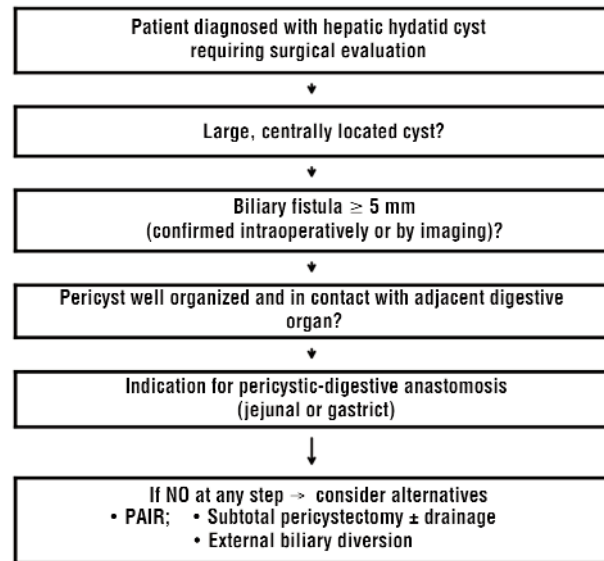 Patient diagnosed with hepatic hydatid cyst
requiring surgical evaluation
Large, centrally located cyst?
Biliary fistula ≥ 5 mm
(confirmed intraoperatively or by imaging)?
Pericyst well organized and in contact with adjacent digestive
organ?
Indication for pericystic-digestive anastomosis
(jejunal or gastrict)
If NO at any step → consider alternatives
• PAIR; • Subtotal pericystectomy ± drainage
• External biliary diversion